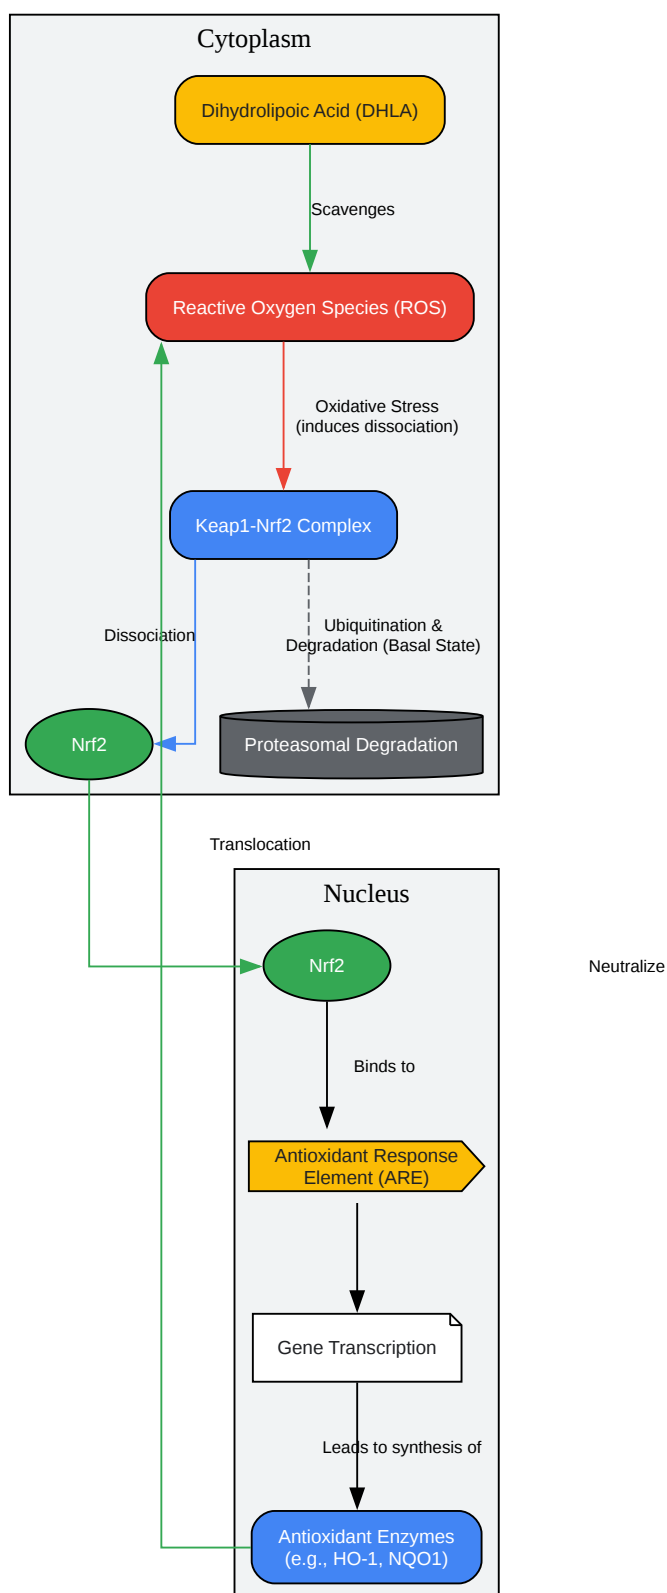 Cytoplasm
Dihydrolipoic Acid (DHLA)
Scavenges
Reactive Oxygen Species (ROS)
Oxidative Stress
(induces dissociation)
Keap1-Nrf2 Complex
Dissociation
Ubiquitination &
Degradation (Basal State)
Nrf2
Proteasomal Degradation
Translocation
Nucleus
Nrf2
Neutralize
Binds to
Antioxidant Response
Element (ARE)
Gene Transcription
Leads to synthesis of
Antioxidant Enzymes
(e.g., HO-1, NQO1)